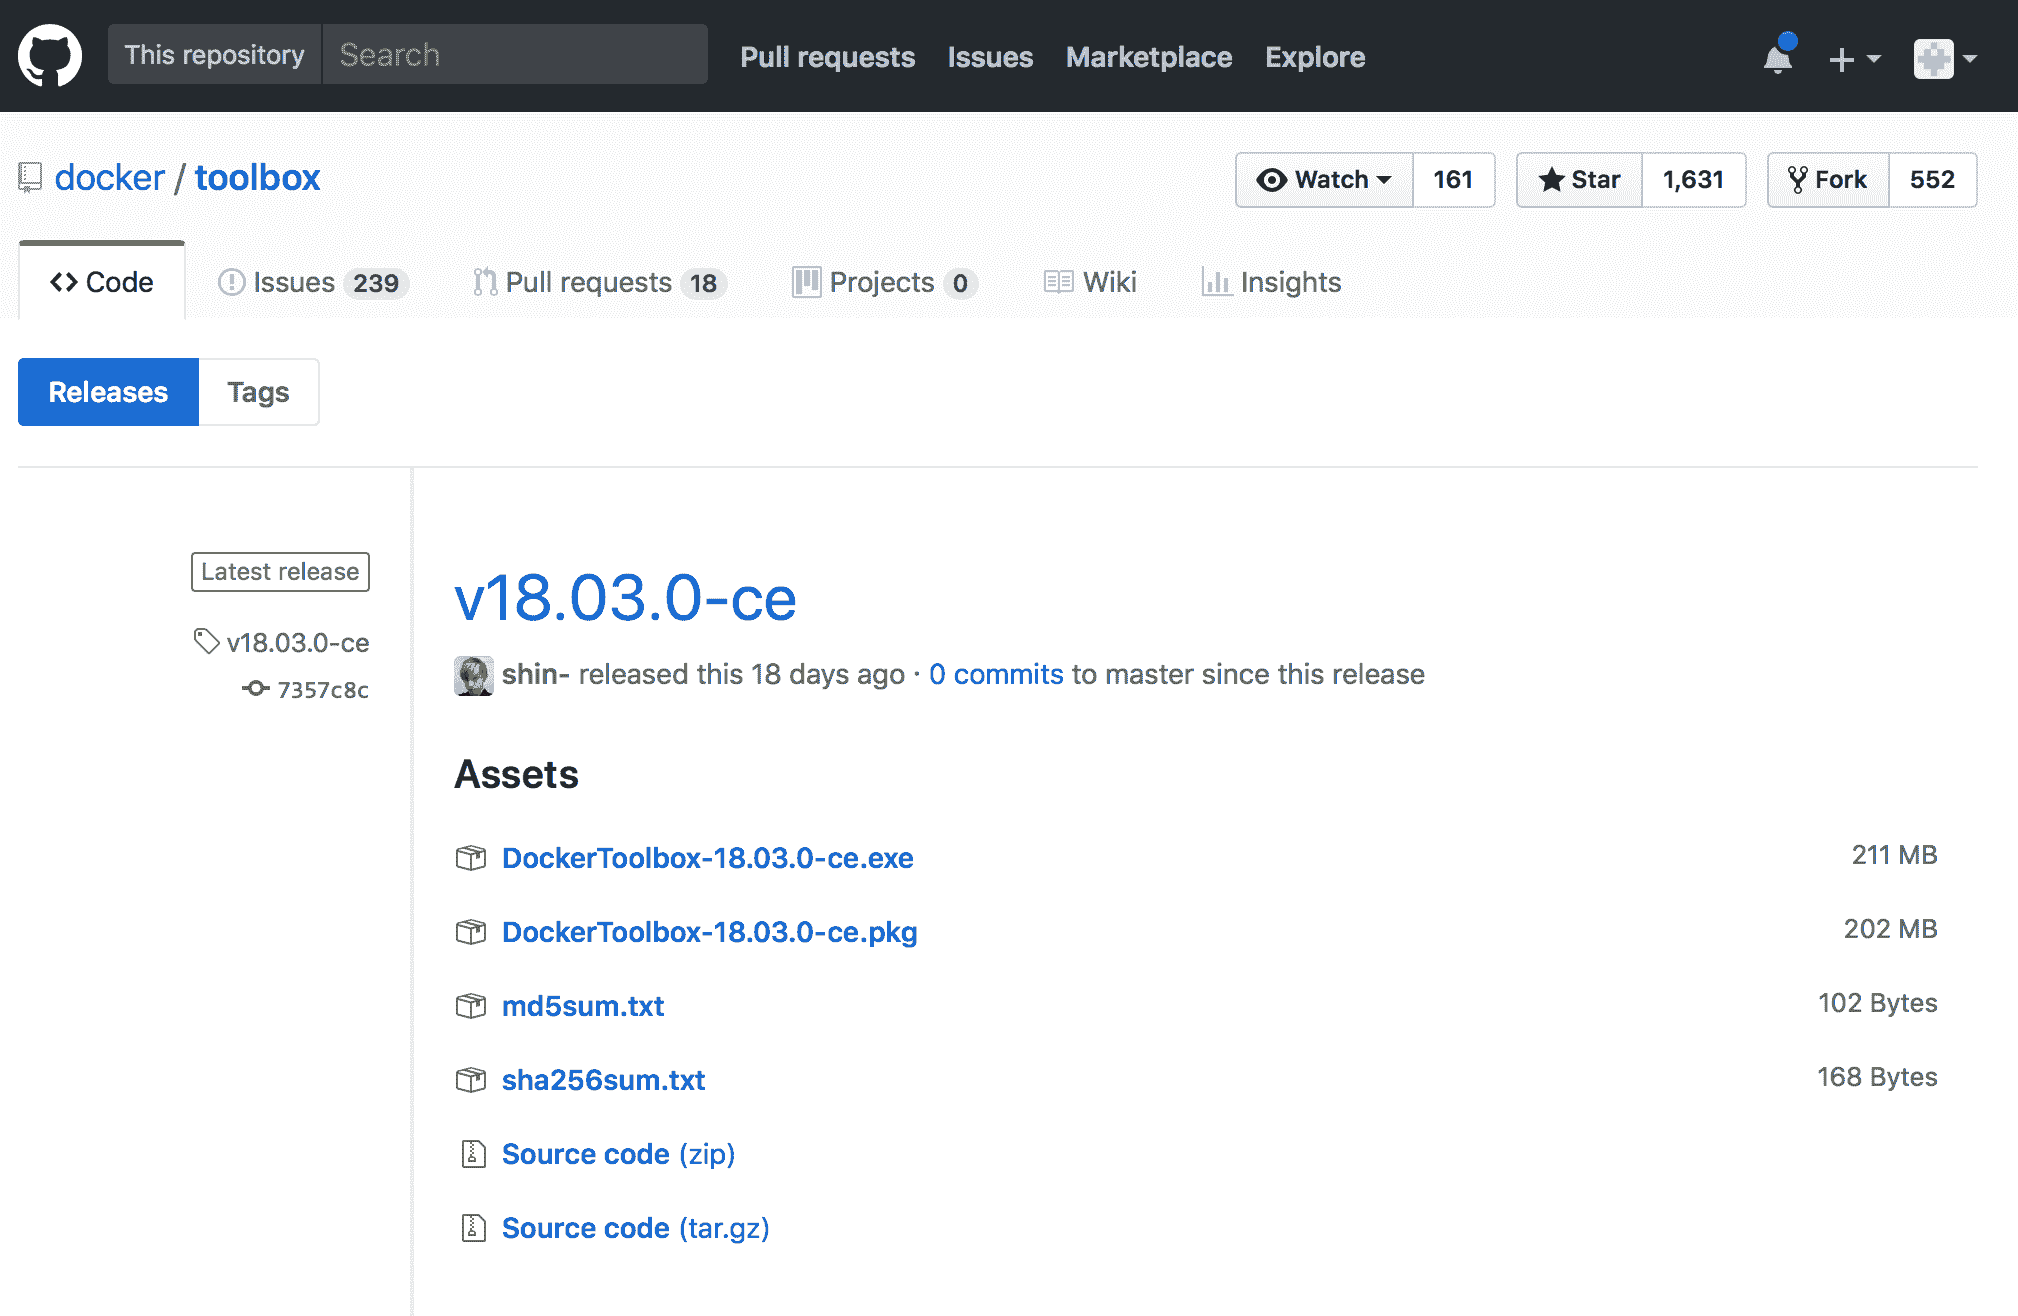 This repository Search Pull requests Issues Marketplace Explore
docker / toolbox Watch 161 Star 1,631 Fork 552
Code Issues 239 Pull requests 18 Projects 0 Wiki Insights
Releases Tags
Latest release
v18.03.0-ce
7357c8c
v18.03.0-ce
shin- released this 18 days ago · 0 commits to master since this release
Assets
DockerToolbox-18.03.0-ce.exe 211 MB
DockerToolbox-18.03.0-ce.pkg 202 MB
md5sum.txt 102 Bytes
sha256sum.txt 168 Bytes
Source code (zip)
Source code (tar.gz)